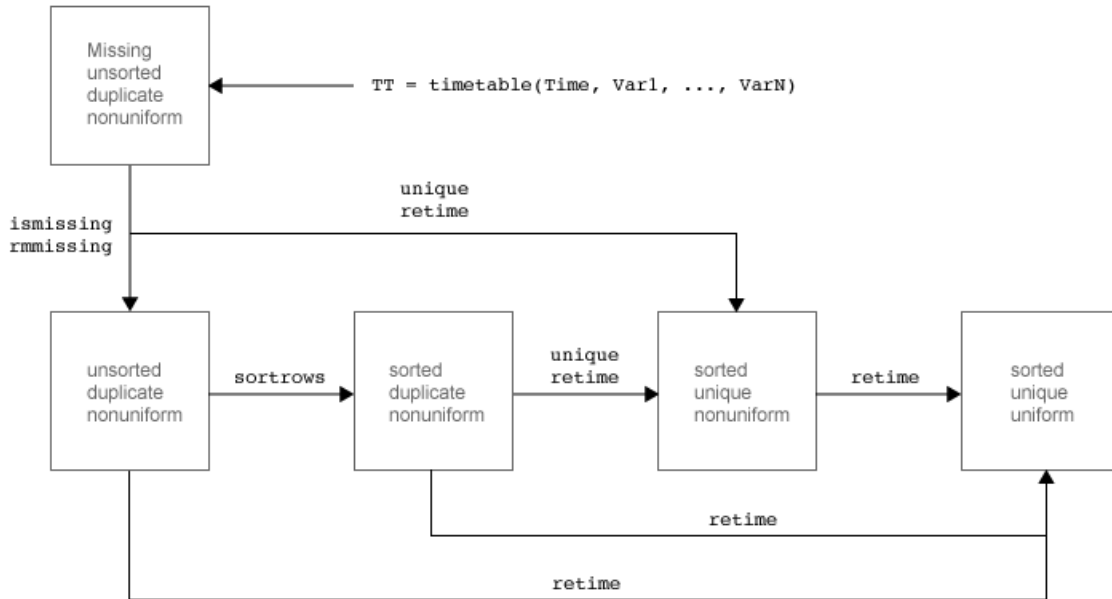 Missing
unsorted
duplicate
nonuniform
TT = timetable(Time, Var1, ..., VarN)
ismissing
rmmissing
unique
retime
unsorted
duplicate
nonuniform
sortrows
sorted
duplicate
nonuniform
unique
retime
sorted
unique
nonuniform
retime
sorted
unique
uniform
retime
retime